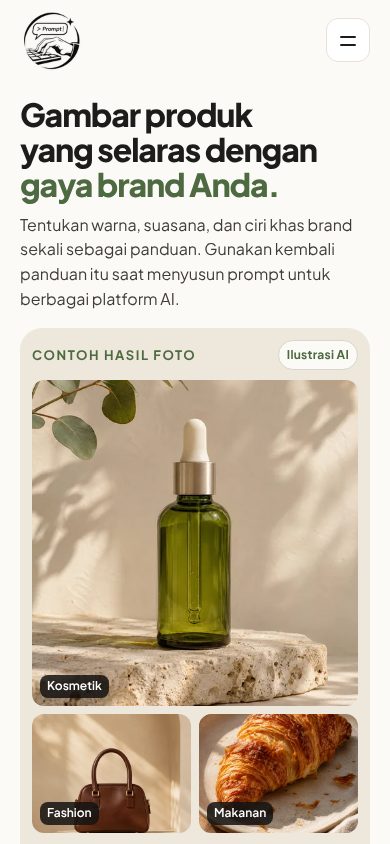 > Prompt|
Gambar produk
yang selaras dengan
gaya brand Anda.
Tentukan warna, suasana, dan ciri khas brand
sekali sebagai panduan. Gunakan kembali
panduan itu saat menyusun prompt untuk
berbagai platform AI.
CONTOH HASIL FOTO
Ilustrasi AI
Kosmetik
Fashion
Makanan